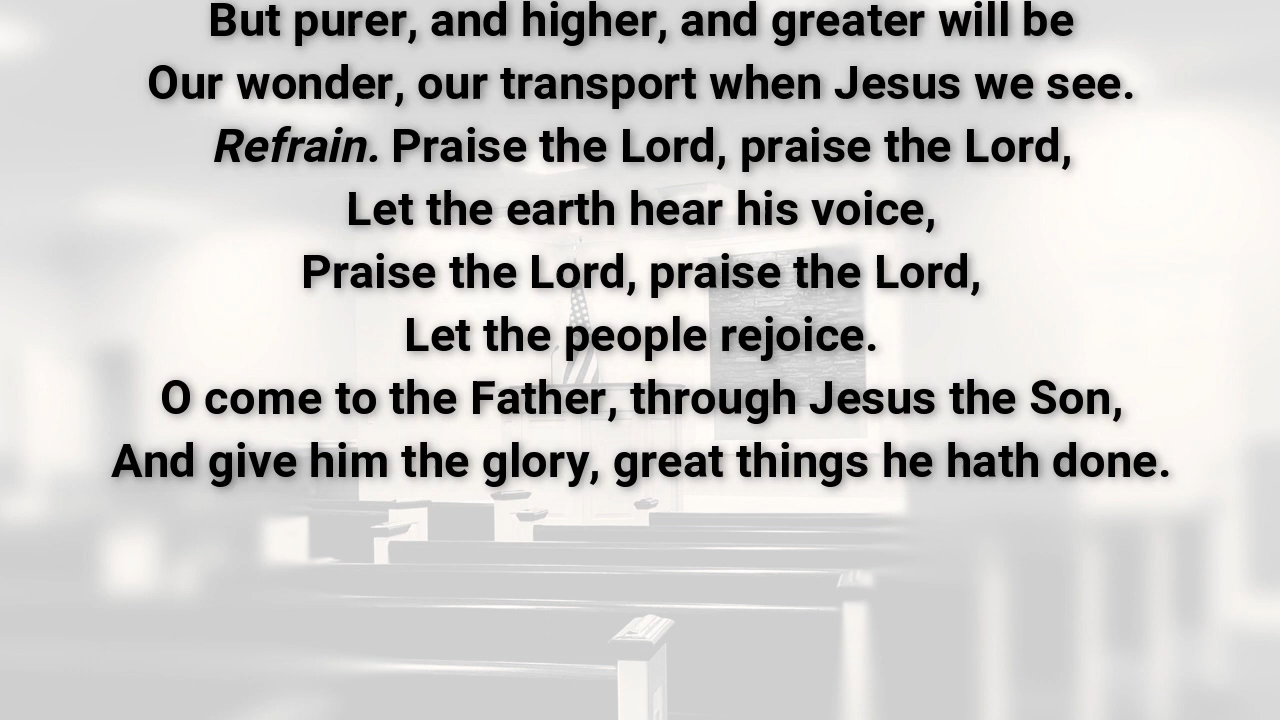 But purer, and higher, and greater will be
Our wonder, our transport when Jesus we see.
Refrain. Praise the Lord, praise the Lord,
Let the earth hear his voice,
Praise the Lord, praise the Lord,
Let the people rejoice.
O come to the Father, through Jesus the Son,
And give him the glory, great things he hath done.